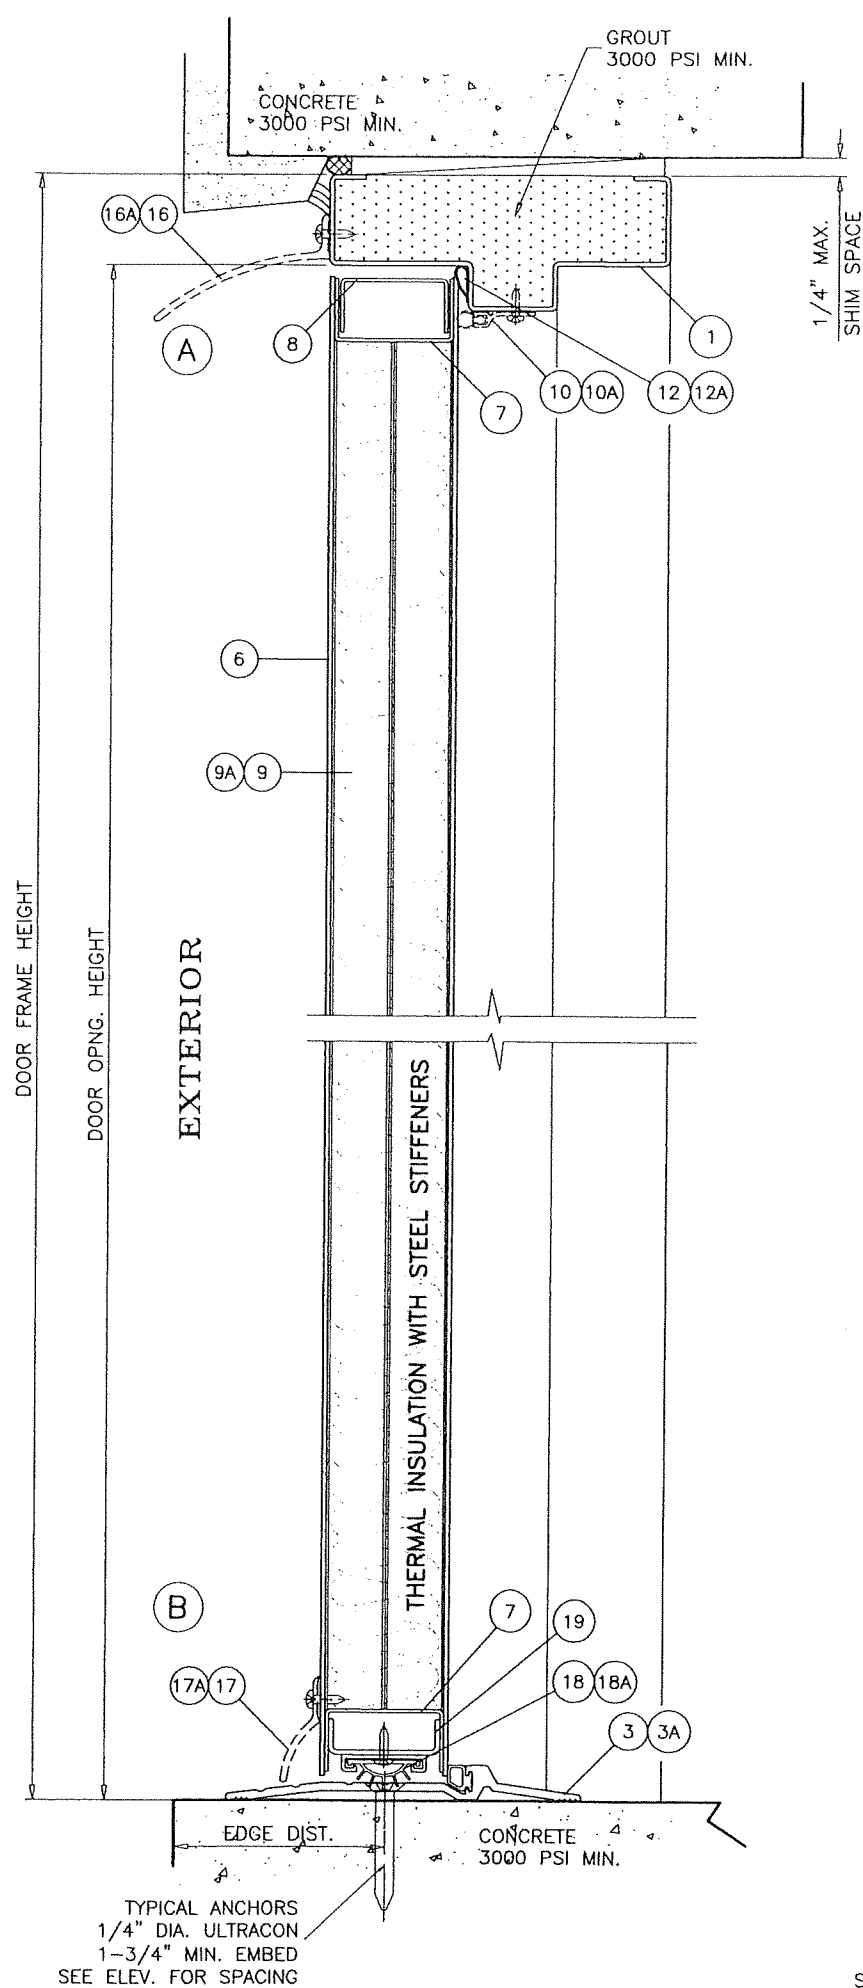 GROUT
3000 PSI MIN.
CONCRETE
3000 PSI MIN.
16A 16
A
8
7
10 10A
12 12A
1
1/4" MAX.
SHIM SPACE
6
9A 9
DOOR FRAME HEIGHT
DOOR OPNG. HEIGHT
EXTERIOR
THERMAL INSULATION WITH STEEL STIFFENERS
B
7
19
17A 17
18 18A
3 3A
EDGE DIST.
CONCRETE
3000 PSI MIN.
TYPICAL ANCHORS
1/4" DIA. ULTRACON
1-3/4" MIN. EMBED
SEE ELEV. FOR SPACING
S